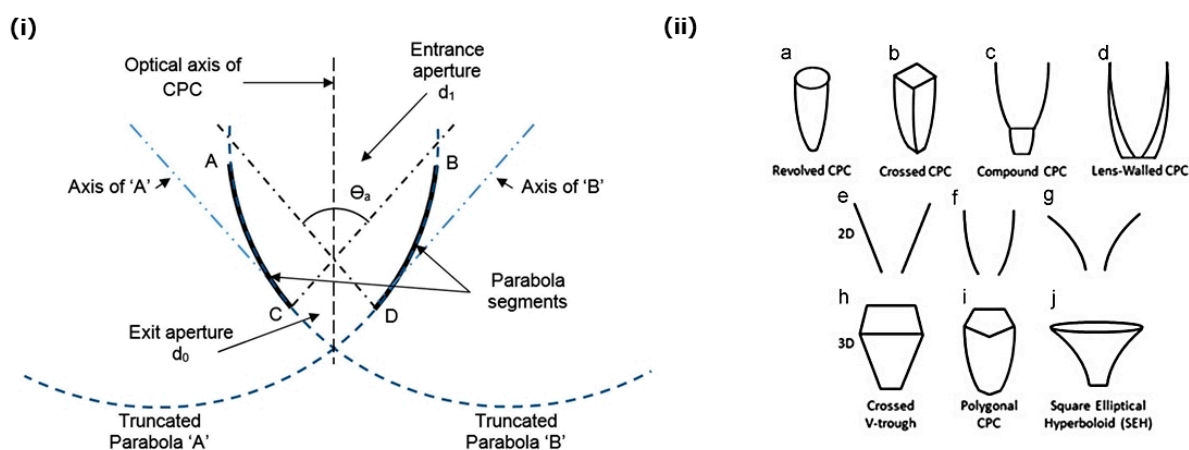 (i)
Optical axis of
CPC
Entrance
aperture
d₁
A
B
Axis of ‘A’
Θₐ
Axis of ‘B’
Parabola
segments
C
D
Exit aperture
d₀
Truncated
Parabola ‘A’
Truncated
Parabola ‘B’
(ii)
a
b
c
d
Revolved CPC
Crossed CPC
Compound CPC
Lens-Walled CPC
e
f
g
2D
h
i
j
3D
Crossed
V-trough
Polygonal
CPC
Square Elliptical
Hyperboloid (SEH)